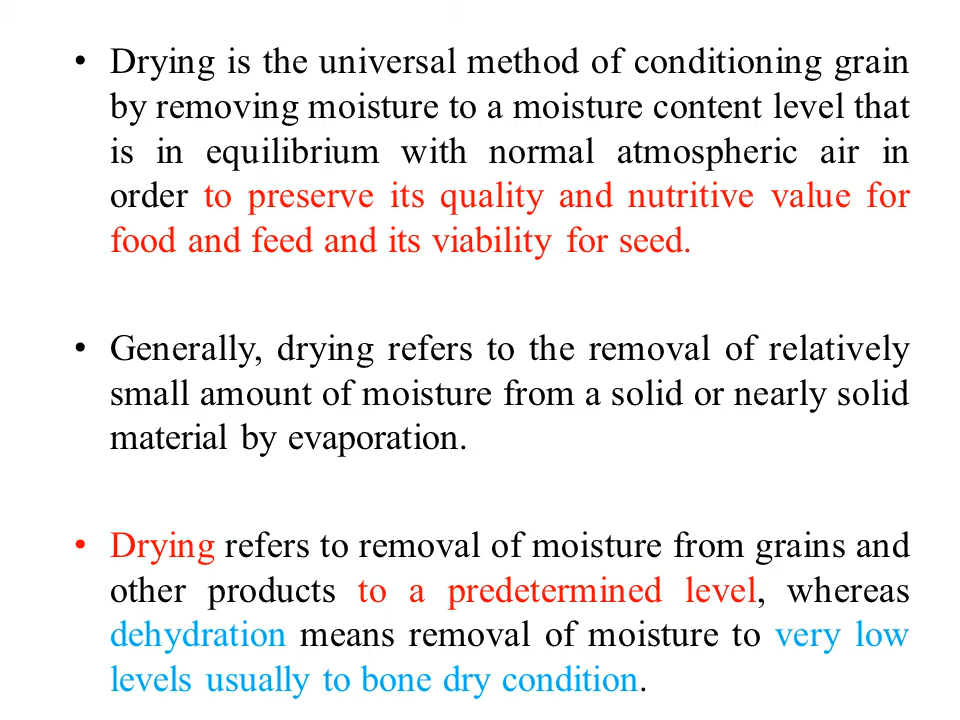 • Drying is the universal method of conditioning grain
by removing moisture to a moisture content level that
is in equilibrium with normal atmospheric air in
order to preserve its quality and nutritive value for
food and feed and its viability for seed.
• Generally, drying refers to the removal of relatively
small amount of moisture from a solid or nearly solid
material by evaporation.
• Drying refers to removal of moisture from grains and
other products to a predetermined level, whereas
dehydration means removal of moisture to very low
levels usually to bone dry condition.